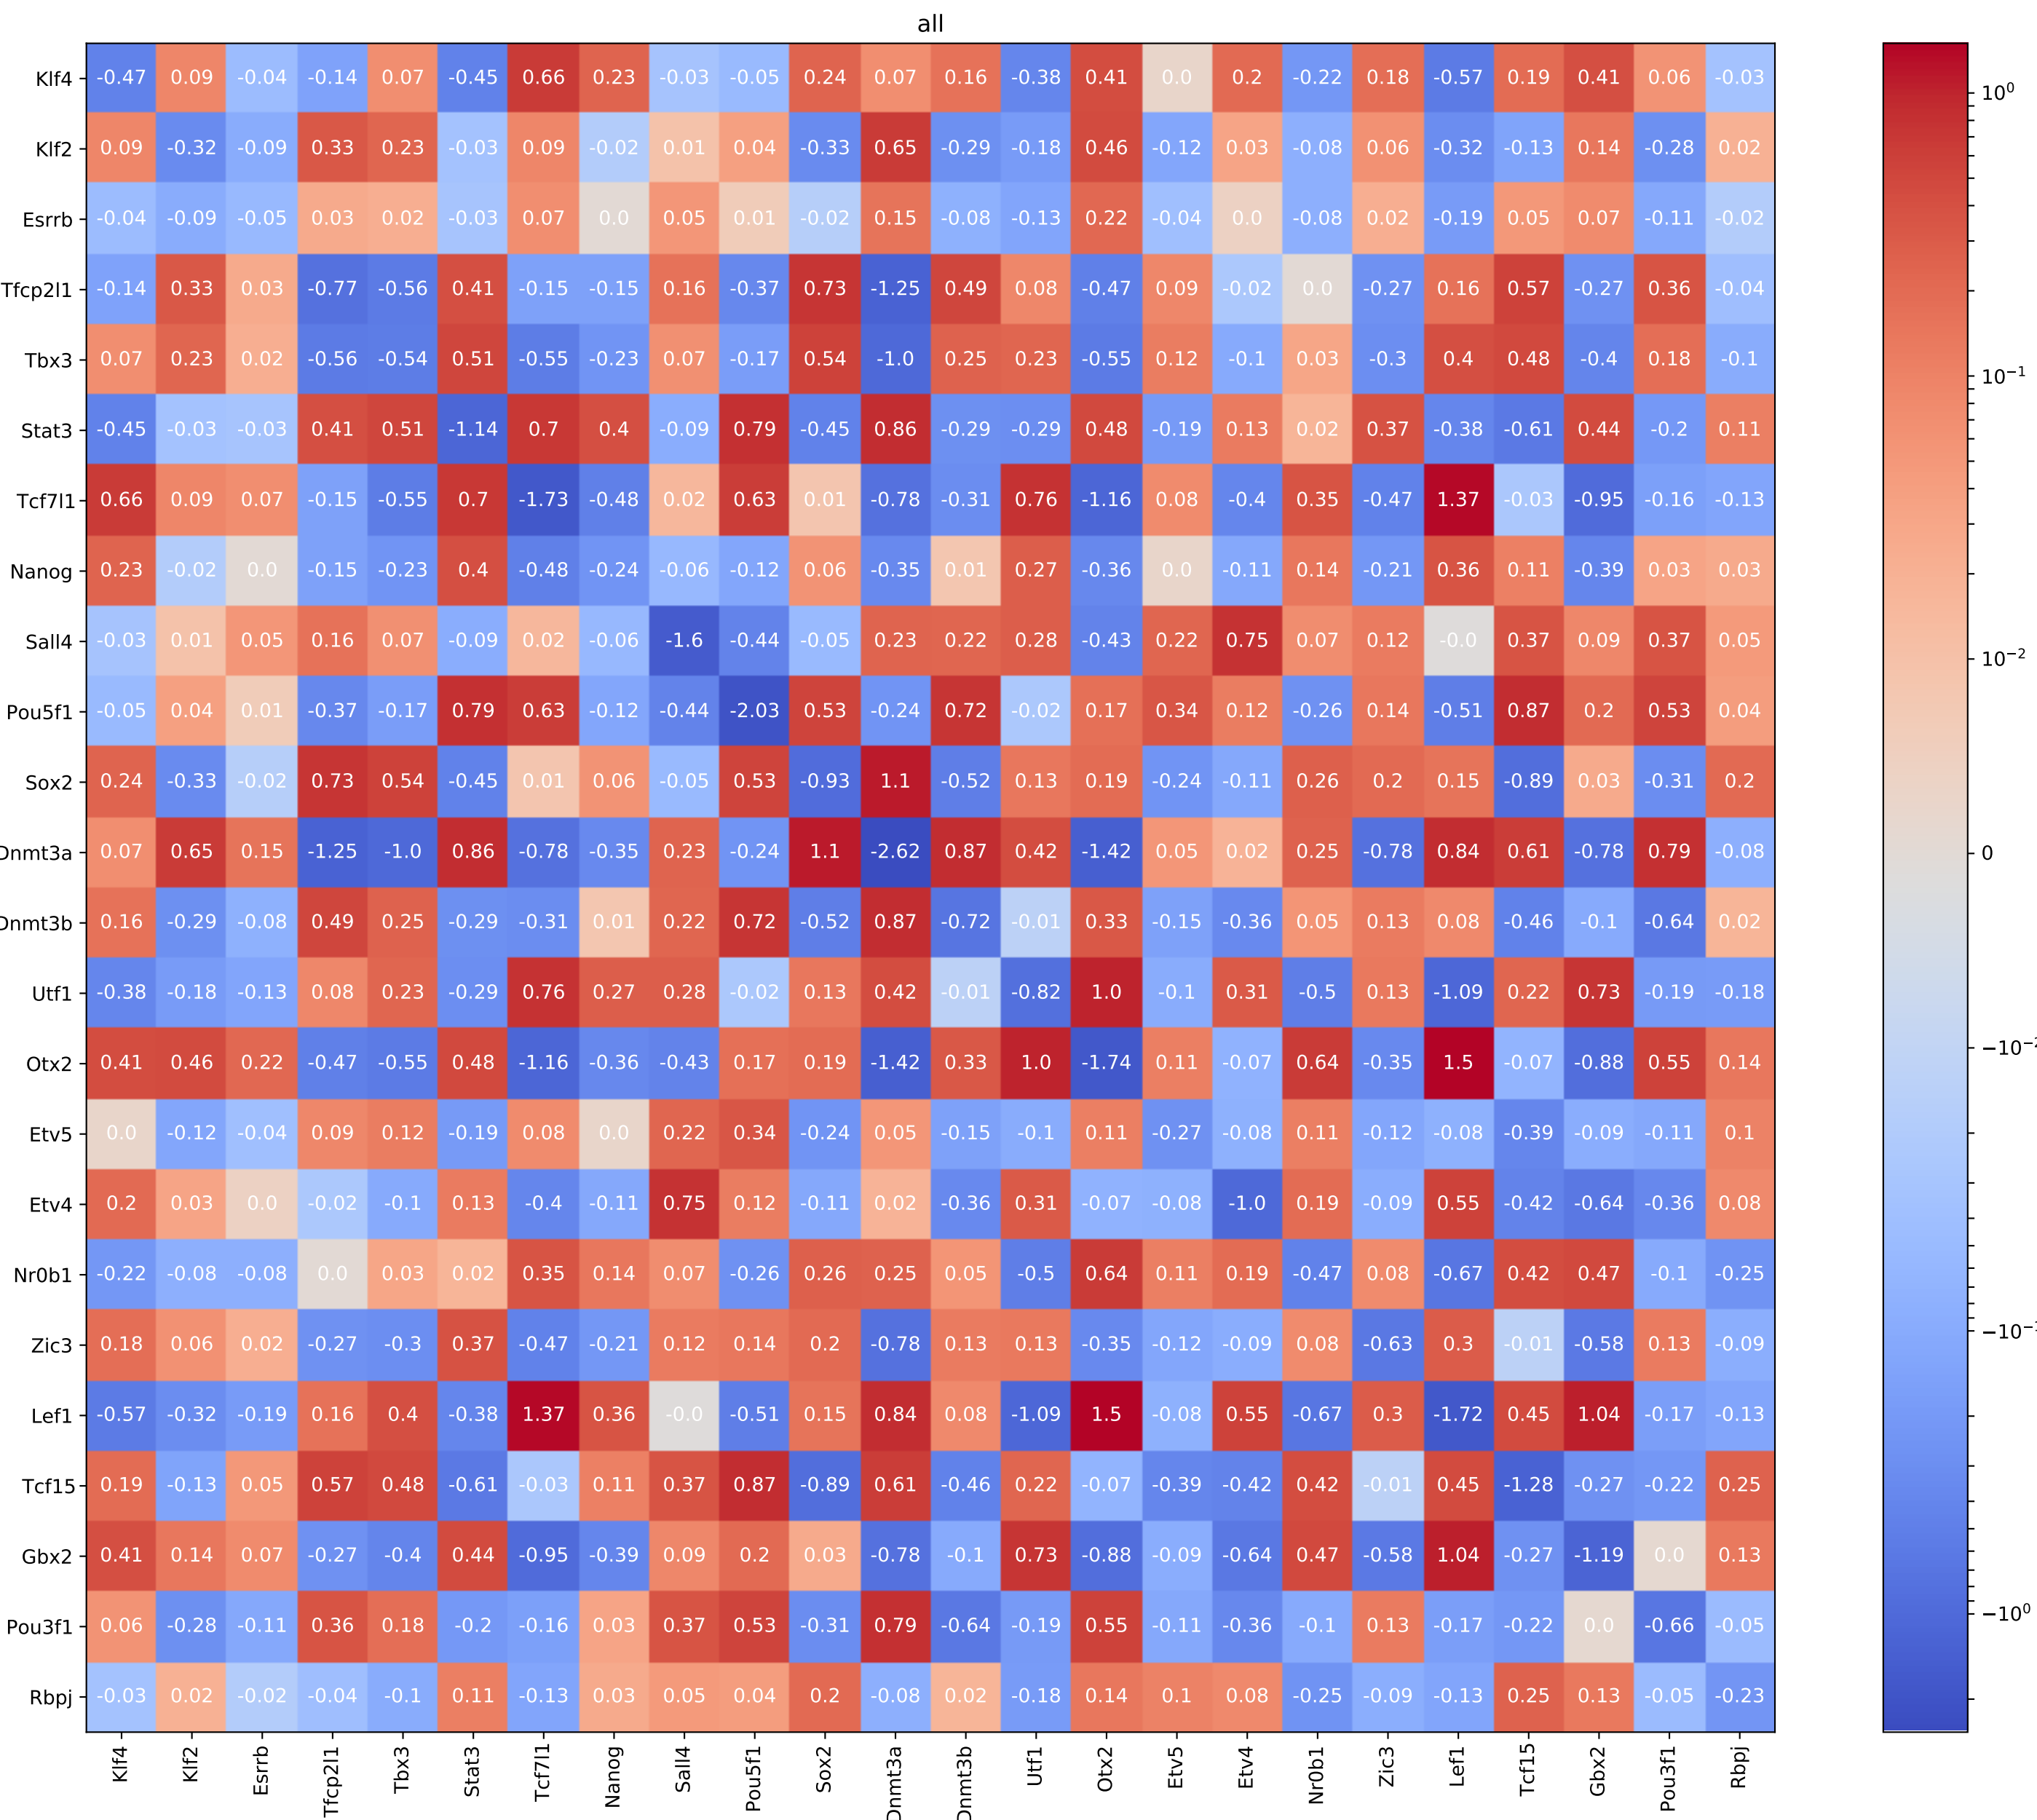 all
Klf4 -0.47 0.09 -0.04 -0.14 0.07 -0.45 0.66 0.23 -0.03 -0.05 0.24 0.07 0.16 -0.38 0.41 0.0 0.2 -0.22 0.18 -0.57 0.19 0.41 0.06 -0.03
Klf2 0.09 -0.32 -0.09 0.33 0.23 -0.03 0.09 -0.02 0.01 0.04 -0.33 0.65 -0.29 -0.18 0.46 -0.12 0.03 -0.08 0.06 -0.32 -0.13 0.14 -0.28 0.02
Esrrb -0.04 -0.09 -0.05 0.03 0.02 -0.03 0.07 0.0 0.05 0.01 -0.02 0.15 -0.08 -0.13 0.22 -0.04 0.0 -0.08 0.02 -0.19 0.05 0.07 -0.11 -0.02
Tfcp2l1 -0.14 0.33 0.03 -0.77 -0.56 0.41 -0.15 -0.15 0.16 -0.37 0.73 -1.25 0.49 0.08 -0.47 0.09 -0.02 0.0 -0.27 0.16 0.57 -0.27 0.36 -0.04
Tbx3 0.07 0.23 0.02 -0.56 -0.54 0.51 -0.55 -0.23 0.07 -0.17 0.54 -1.0 0.25 0.23 -0.55 0.12 -0.1 0.03 -0.3 0.4 0.48 -0.4 0.18 -0.1
Stat3 -0.45 -0.03 -0.03 0.41 0.51 -1.14 0.7 0.4 -0.09 0.79 -0.45 0.86 -0.29 -0.29 0.48 -0.19 0.13 0.02 0.37 -0.38 -0.61 0.44 -0.2 0.11
Tcf7l1 0.66 0.09 0.07 -0.15 -0.55 0.7 -1.73 -0.48 0.02 0.63 0.01 -0.78 -0.31 0.76 -1.16 0.08 -0.4 0.35 -0.47 1.37 -0.03 -0.95 -0.16 -0.13
Nanog 0.23 -0.02 0.0 -0.15 -0.23 0.4 -0.48 -0.24 -0.06 -0.12 0.06 -0.35 0.01 0.27 -0.36 0.0 -0.11 0.14 -0.21 0.36 0.11 -0.39 0.03 0.03
Sall4 -0.03 0.01 0.05 0.16 0.07 -0.09 0.02 -0.06 -1.6 -0.44 -0.05 0.23 0.22 0.28 -0.43 0.22 0.75 0.07 0.12 -0.0 0.37 0.09 0.37 0.05
Pou5f1 -0.05 0.04 0.01 -0.37 -0.17 0.79 0.63 -0.12 -0.44 -2.03 0.53 -0.24 0.72 -0.02 0.17 0.34 0.12 -0.26 0.14 -0.51 0.87 0.2 0.53 0.04
Sox2 0.24 -0.33 -0.02 0.73 0.54 -0.45 0.01 0.06 -0.05 0.53 -0.93 1.1 -0.52 0.13 0.19 -0.24 -0.11 0.26 0.2 0.15 -0.89 0.03 -0.31 0.2
Dnmt3a 0.07 0.65 0.15 -1.25 -1.0 0.86 -0.78 -0.35 0.23 -0.24 1.1 -2.62 0.87 0.42 -1.42 0.05 0.02 0.25 -0.78 0.84 0.61 -0.78 0.79 -0.08
Dnmt3b 0.16 -0.29 -0.08 0.49 0.25 -0.29 -0.31 0.01 0.22 0.72 -0.52 0.87 -0.72 -0.01 0.33 -0.15 -0.36 0.05 0.13 0.08 -0.46 -0.1 -0.64 0.02
Utf1 -0.38 -0.18 -0.13 0.08 0.23 -0.29 0.76 0.27 0.28 -0.02 0.13 0.42 -0.01 -0.82 1.0 -0.1 0.31 -0.5 0.13 -1.09 0.22 0.73 -0.19 -0.18
Otx2 0.41 0.46 0.22 -0.47 -0.55 0.48 -1.16 -0.36 -0.43 0.17 0.19 -1.42 0.33 1.0 -1.74 0.11 -0.07 0.64 -0.35 1.5 -0.07 -0.88 0.55 0.14
Etv5 0.0 -0.12 -0.04 0.09 0.12 -0.19 0.08 0.0 0.22 0.34 -0.24 0.05 -0.15 -0.1 0.11 -0.27 -0.08 0.11 -0.12 -0.08 -0.39 -0.09 -0.11 0.1
Etv4 0.2 0.03 0.0 -0.02 -0.1 0.13 -0.4 -0.11 0.75 0.12 -0.11 0.02 -0.36 0.31 -0.07 -0.08 -1.0 0.19 -0.09 0.55 -0.42 -0.64 -0.36 0.08
Nr0b1 -0.22 -0.08 -0.08 0.0 0.03 0.02 0.35 0.14 0.07 -0.26 0.26 0.25 0.05 -0.5 0.64 0.11 0.19 -0.47 0.08 -0.67 0.42 0.47 -0.1 -0.25
Zic3 0.18 0.06 0.02 -0.27 -0.3 0.37 -0.47 -0.21 0.12 0.14 0.2 -0.78 0.13 0.13 -0.35 -0.12 -0.09 0.08 -0.63 0.3 -0.01 -0.58 0.13 -0.09
Lef1 -0.57 -0.32 -0.19 0.16 0.4 -0.38 1.37 0.36 -0.0 -0.51 0.15 0.84 0.08 -1.09 1.5 -0.08 0.55 -0.67 0.3 -1.72 0.45 1.04 -0.17 -0.13
Tcf15 0.19 -0.13 0.05 0.57 0.48 -0.61 -0.03 0.11 0.37 0.87 -0.89 0.61 -0.46 0.22 -0.07 -0.39 -0.42 0.42 -0.01 0.45 -1.28 -0.27 -0.22 0.25
Gbx2 0.41 0.14 0.07 -0.27 -0.4 0.44 -0.95 -0.39 0.09 0.2 0.03 -0.78 -0.1 0.73 -0.88 -0.09 -0.64 0.47 -0.58 1.04 -0.27 -1.19 0.0 0.13
Pou3f1 0.06 -0.28 -0.11 0.36 0.18 -0.2 -0.16 0.03 0.37 0.53 -0.31 0.79 -0.64 -0.19 0.55 -0.11 -0.36 -0.1 0.13 -0.17 -0.22 0.0 -0.66 -0.05
Rbpj -0.03 0.02 -0.02 -0.04 -0.1 0.11 -0.13 0.03 0.05 0.04 0.2 -0.08 0.02 -0.18 0.14 0.1 0.08 -0.25 -0.09 -0.13 0.25 0.13 -0.05 -0.23
Klf4 Klf2 Esrrb Tfcp2l1 Tbx3 Stat3 Tcf7l1 Nanog Sall4 Pou5f1 Sox2 Dnmt3a Dnmt3b Utf1 Otx2 Etv5 Etv4 Nr0b1 Zic3 Lef1 Tcf15 Gbx2 Pou3f1 Rbpj
10⁰
10⁻¹
10⁻²
0
−10⁻²
−10⁻¹
−10⁰